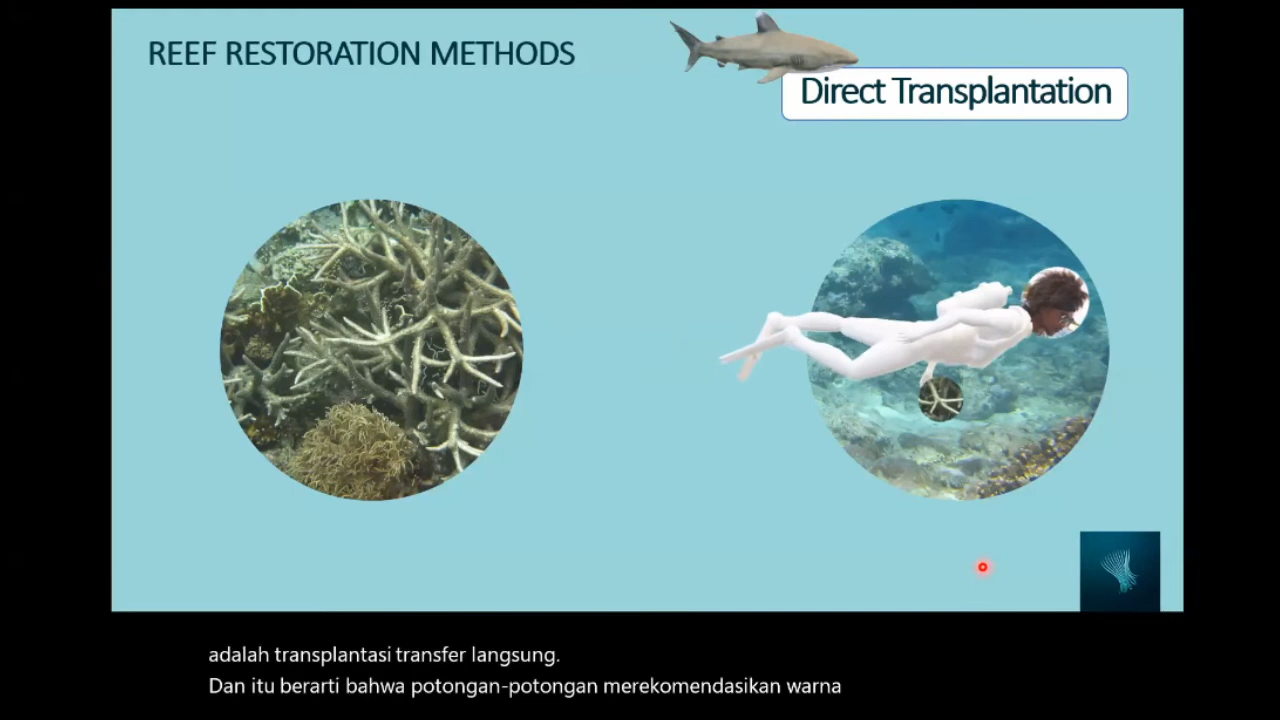 REEF RESTORATION METHODS
Direct Transplantation
adalah transplantasi transfer langsung.
Dan itu berarti bahwa potongan-potongan merekomendasikan warna